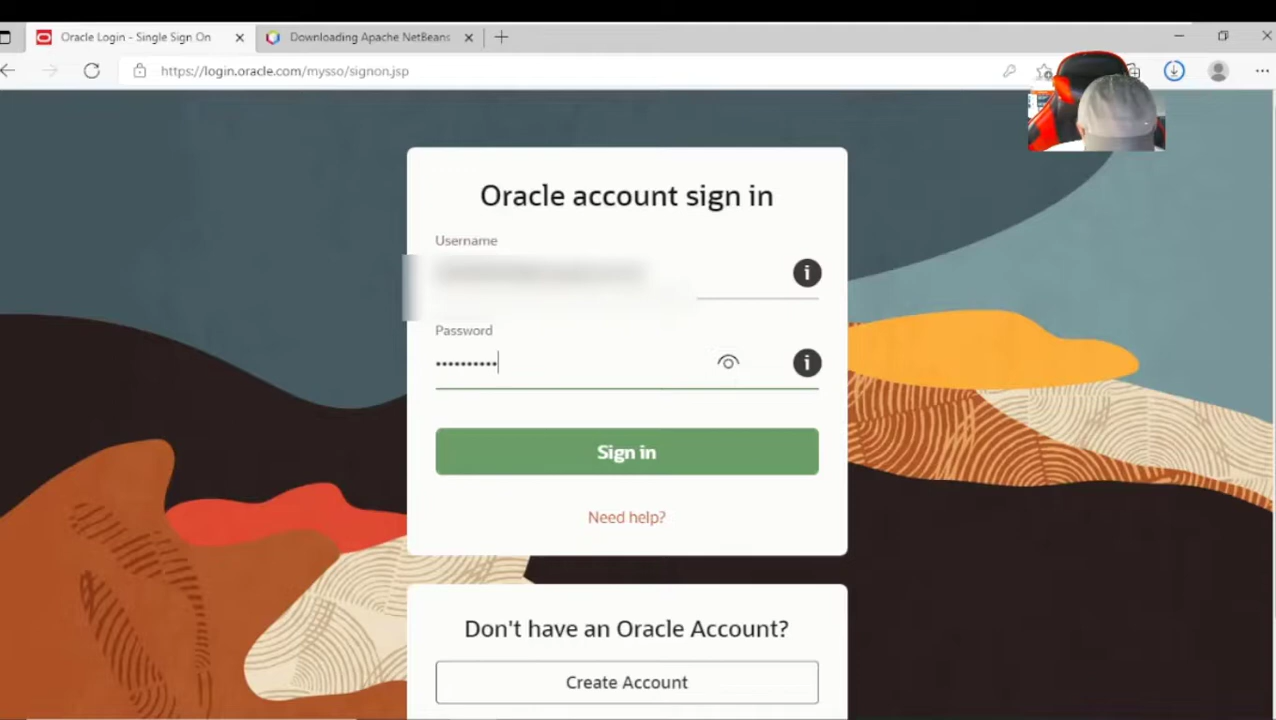 Oracle Login - Single Sign On
Downloading Apache NetBeans
https://login.oracle.com/mysso/signon.jsp
Oracle account sign in
Username
Password
••••••••••
Sign in
Need help?
Don't have an Oracle Account?
Create Account